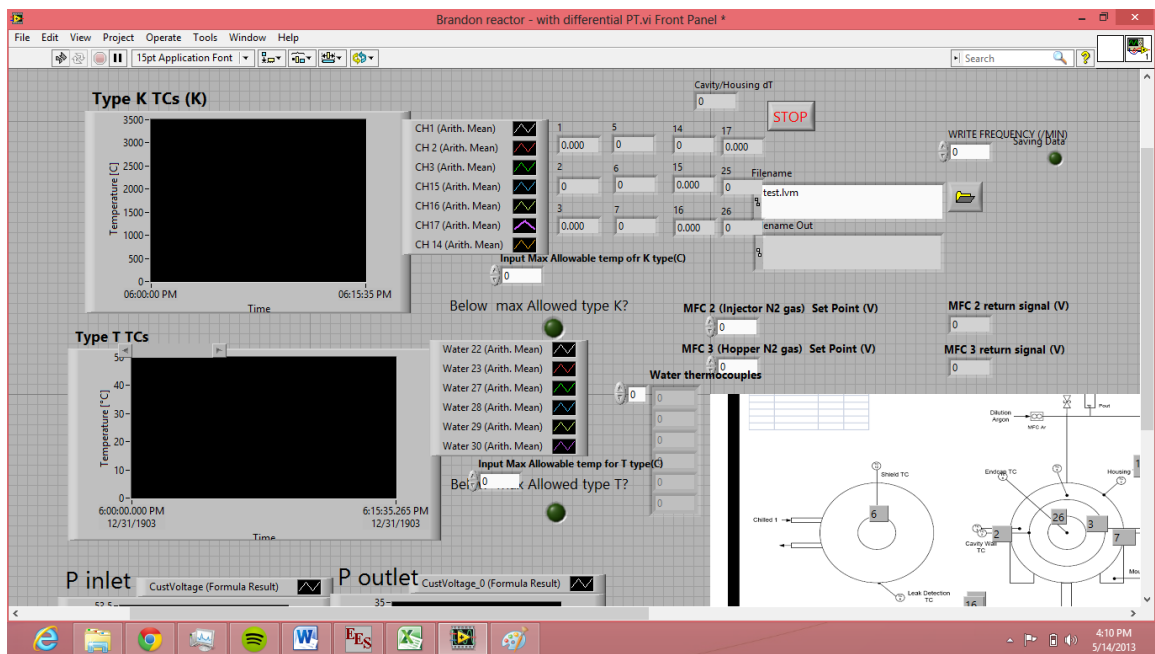 Brandon reactor - with differential PT.vi Front Panel *
File Edit View Project Operate Tools Window Help
15pt Application Font
Search
1
Cavity/Housing dT
0
STOP
Type K TCs (K)
Temperature [C]
3500
3000
2500
2000
1500
1000
500
0
06:00:00 PM
06:15:35 PM
Time
CH1 (Arith. Mean)
CH 2 (Arith. Mean)
CH3 (Arith. Mean)
CH15 (Arith. Mean)
CH16 (Arith. Mean)
CH17 (Arith. Mean)
CH 14 (Arith. Mean)
1 5 14 17
0.000 0 0 0.000
2 6 15 25
0 0 0.000 0
3 7 16 26
0.000 0 0.000 0
WRITE FREQUENCY (/MIN)
Saving Data
0
Filename
test.lvm
ename Out
Input Max Allowable temp ofr K type(C)
0
Below max Allowed type K?
MFC 2 (Injector N2 gas) Set Point (V)
0
MFC 2 return signal (V)
0
MFC 3 (Hopper N2 gas) Set Point (V)
0
MFC 3 return signal (V)
0
Type T TCs
Temperature [°C]
50
40
30
20
10
0
6:00:00.000 PM
12/31/1903
6:15:35.265 PM
12/31/1903
Time
Water 22 (Arith. Mean)
Water 23 (Arith. Mean)
Water 27 (Arith. Mean)
Water 28 (Arith. Mean)
Water 29 (Arith. Mean)
Water 30 (Arith. Mean)
Water thermocouples
0
0
0
0
0
0
0
Input Max Allowable temp for T type(C)
0
Below max Allowed type T?
Dilution
Argon
MFC Ar
Pout
Shield TC
6
Chilled 1
Leak Detection
TC
Endcap TC
Housing
1
26
3
2
7
Cavity Wall
TC
Mou
16
P inlet
CustVoltage (Formula Result)
53.5
P outlet
CustVoltage_0 (Formula Result)
35
W
EES
X
4:10 PM
5/14/2013